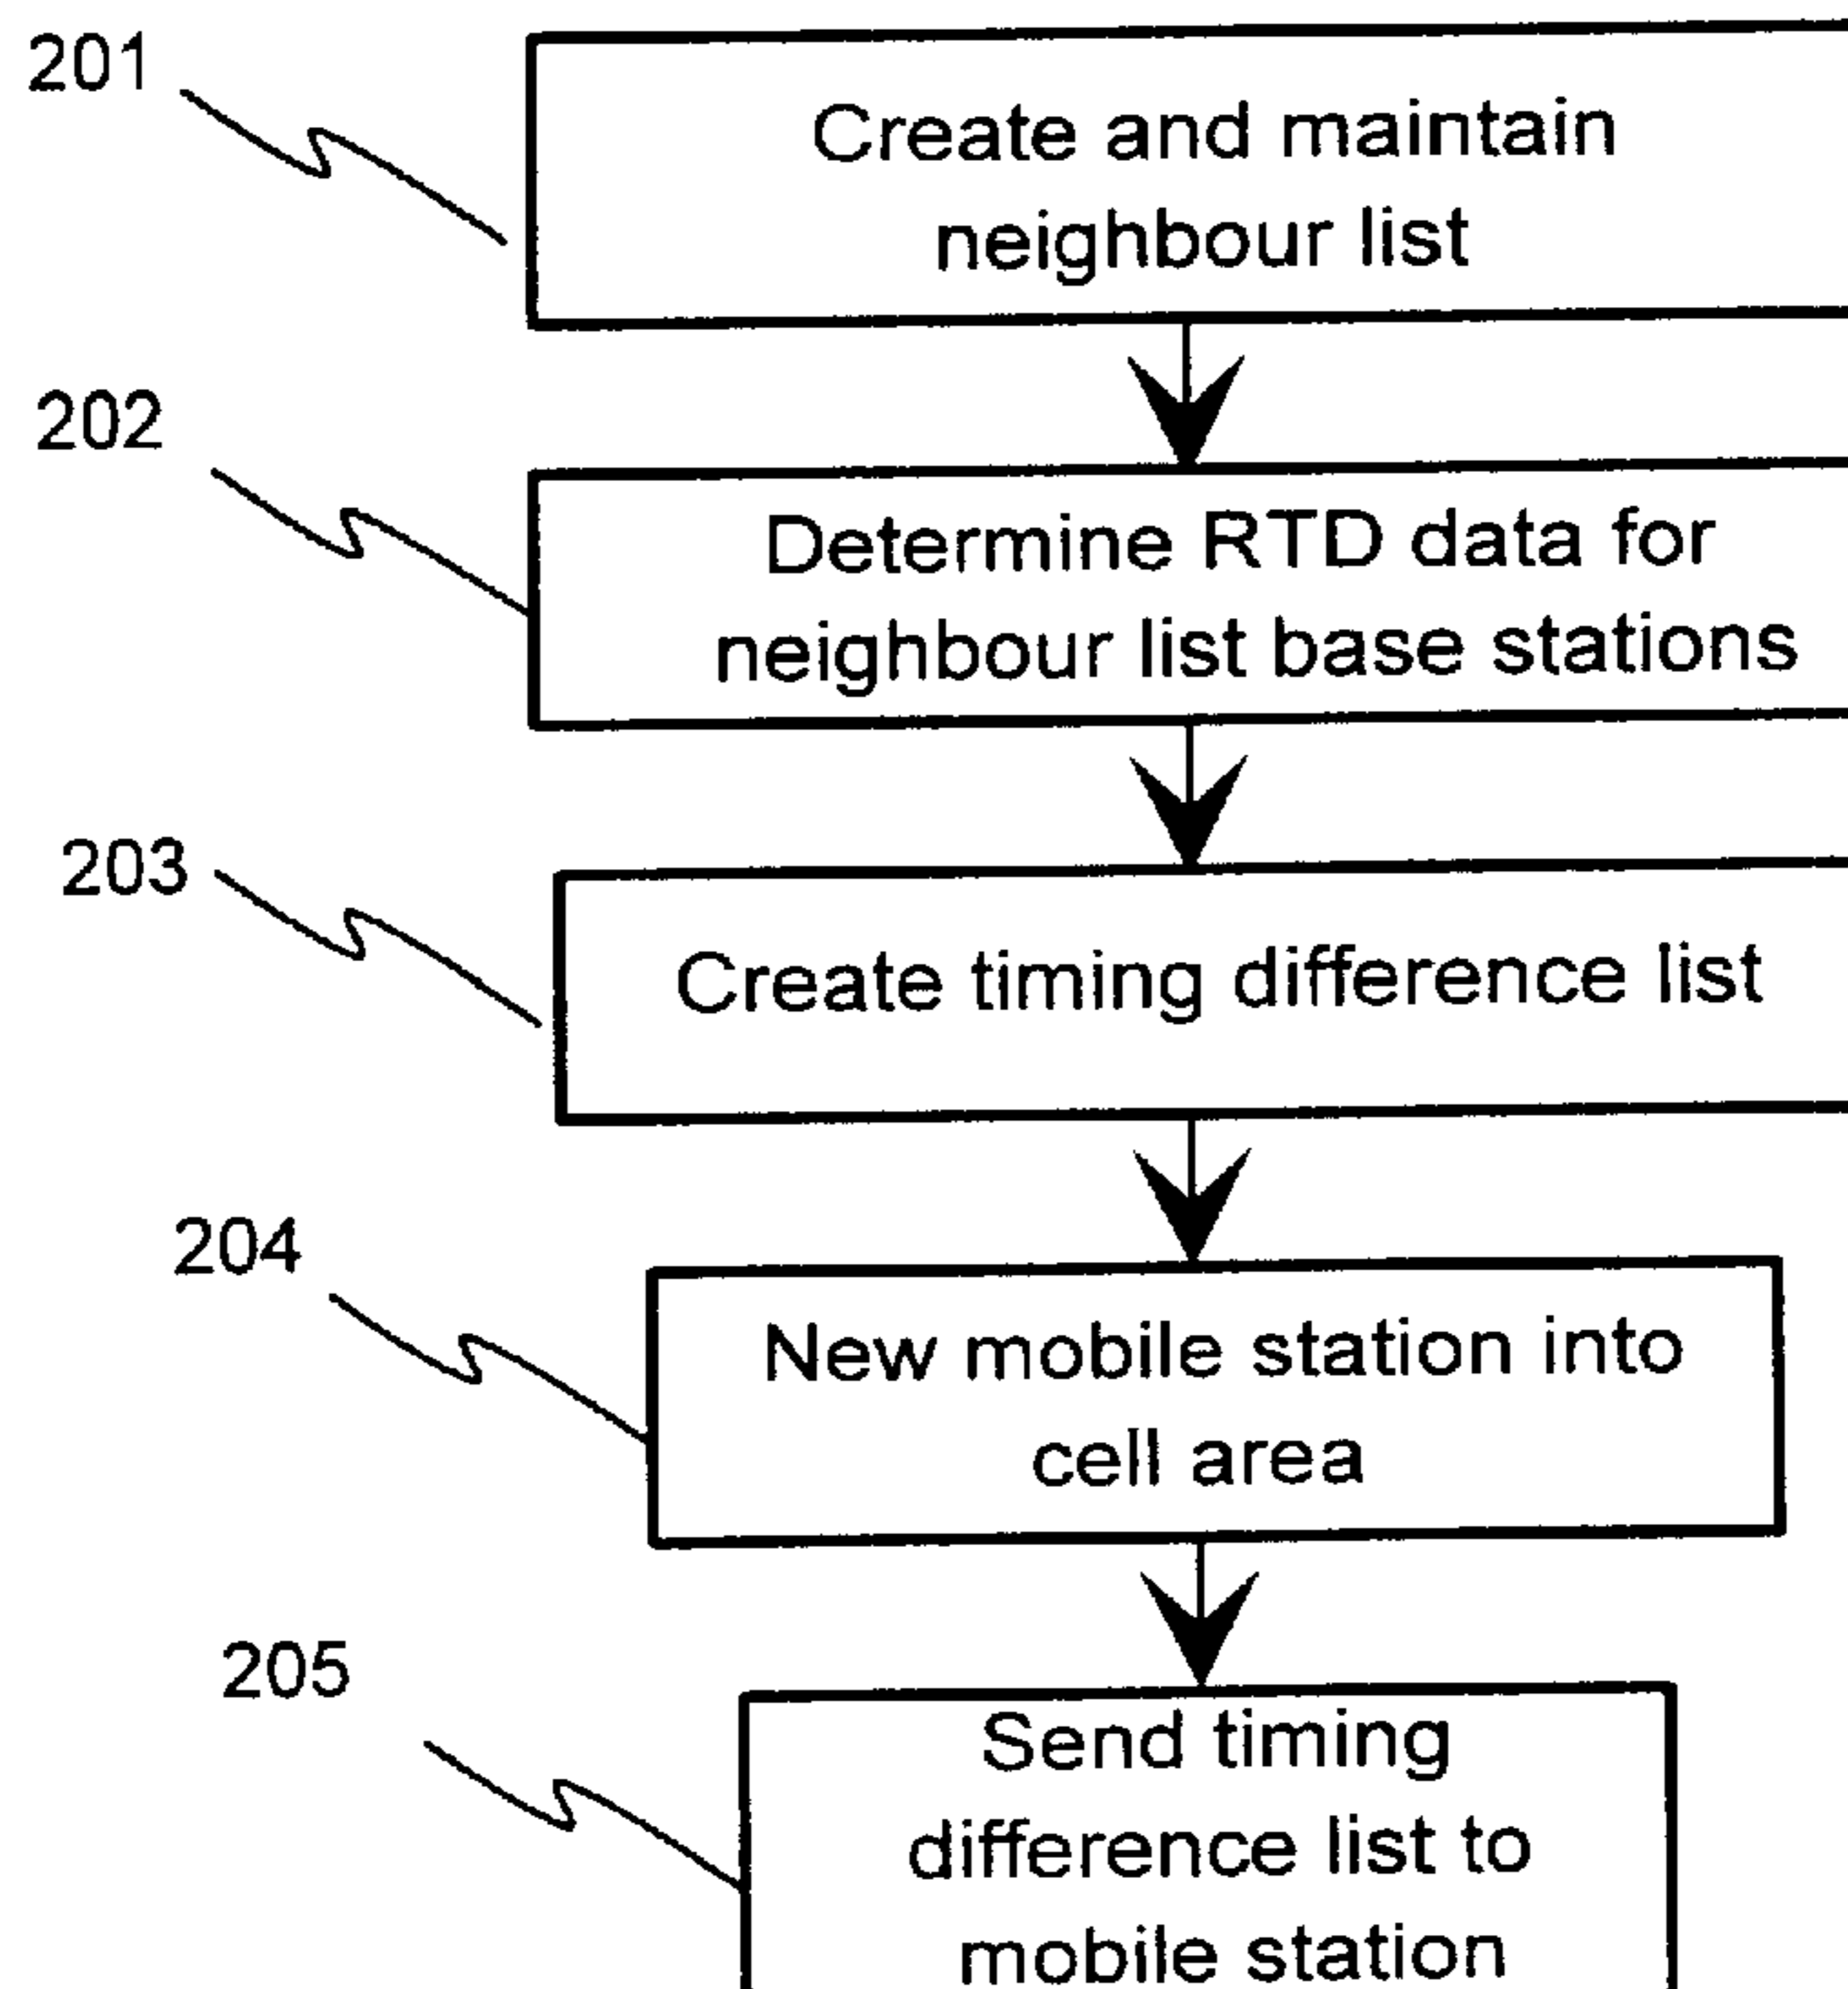 201
Create and maintain
neighbour list
202
Determine RTD data for
neighbour list base stations
203
Create timing difference list
204
New mobile station into
cell area
205
Send timing
difference list to
mobile station